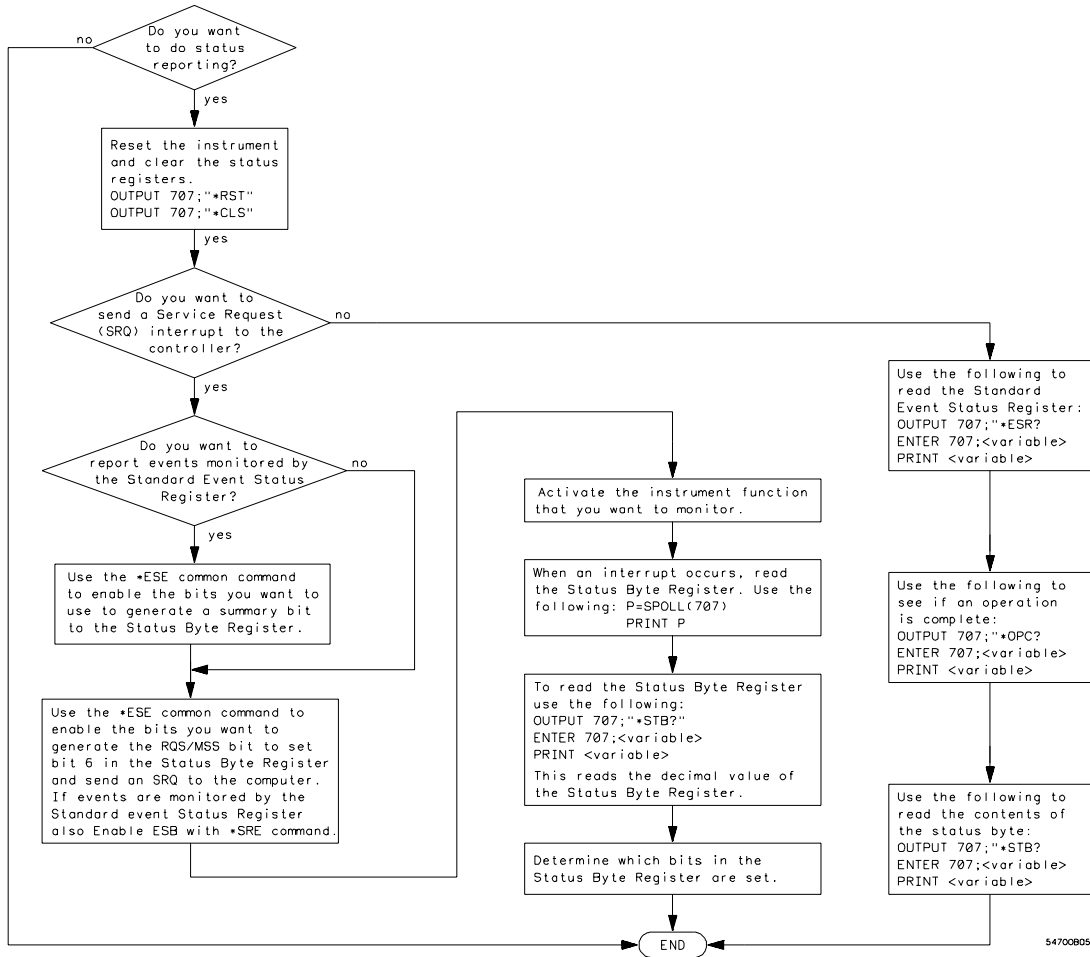 Do you want
to do status
reporting?
no
yes
Reset the instrument
and clear the status
registers.
OUTPUT 707;"*RST"
OUTPUT 707;"*CLS"
yes
Do you want to
send a Service Request
(SRQ) interrupt to the
controller?
no
yes
Do you want to
report events monitored by
the Standard Event Status
Register?
no
yes
Use the *ESE common command
to enable the bits you want to
use to generate a summary bit
to the Status Byte Register.
Use the *ESE common command to
enable the bits you want to
generate the RQS/MSS bit to set
bit 6 in the Status Byte Register
and send an SRQ to the computer.
If events are monitored by the
Standard event Status Register
also Enable ESB with *SRE command.
Activate the instrument function
that you want to monitor.
When an interrupt occurs, read
the Status Byte Register. Use the
following: P=SPOLL(707)
PRINT P
To read the Status Byte Register
use the following:
OUTPUT 707;"*STB?"
ENTER 707;<variable>
PRINT <variable>
This reads the decimal value of
the Status Byte Register.
Determine which bits in the
Status Byte Register are set.
Use the following to
read the Standard
Event Status Register:
OUTPUT 707;"*ESR?
ENTER 707;<variable>
PRINT <variable>
Use the following to
see if an operation
is complete:
OUTPUT 707;"*OPC?
ENTER 707;<variable>
PRINT <variable>
Use the following to
read the contents of
the status byte:
OUTPUT 707;"*STB?
ENTER 707;<variable>
PRINT <variable>
END
54700B05